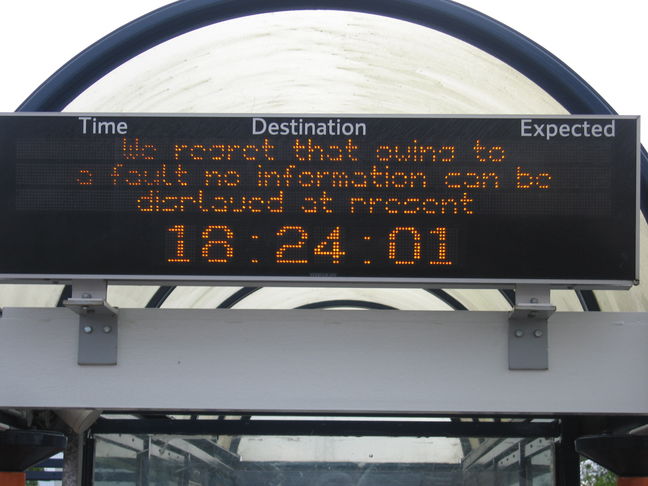 Time Destination Expected
We regret that owing to
a fault no information can be
displayed at present
18:24:01